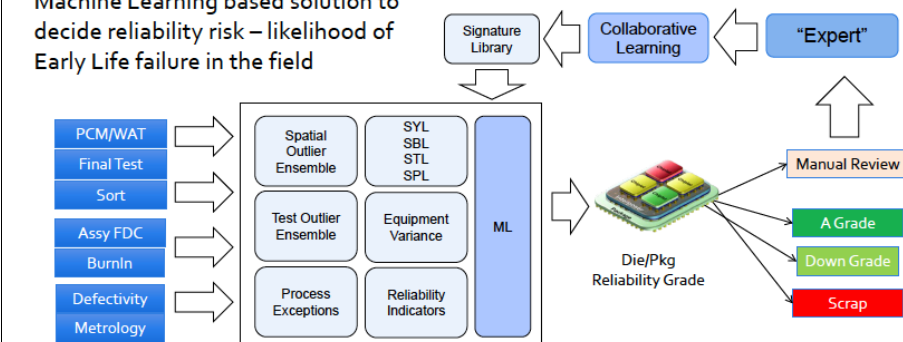 Machine Learning based solution to
decide reliability risk – likelihood of
Early Life failure in the field
Signature
Library
Collaborative
Learning
“Expert”
PCM/WAT
Final Test
Sort
Assy FDC
BurnIn
Defectivity
Metrology
Spatial
Outlier
Ensemble
SYL
SBL
STL
SPL
Test Outlier
Ensemble
Equipment
Variance
Process
Exceptions
Reliability
Indicators
ML
Die/Pkg
Reliability Grade
Manual Review
A Grade
Down Grade
Scrap